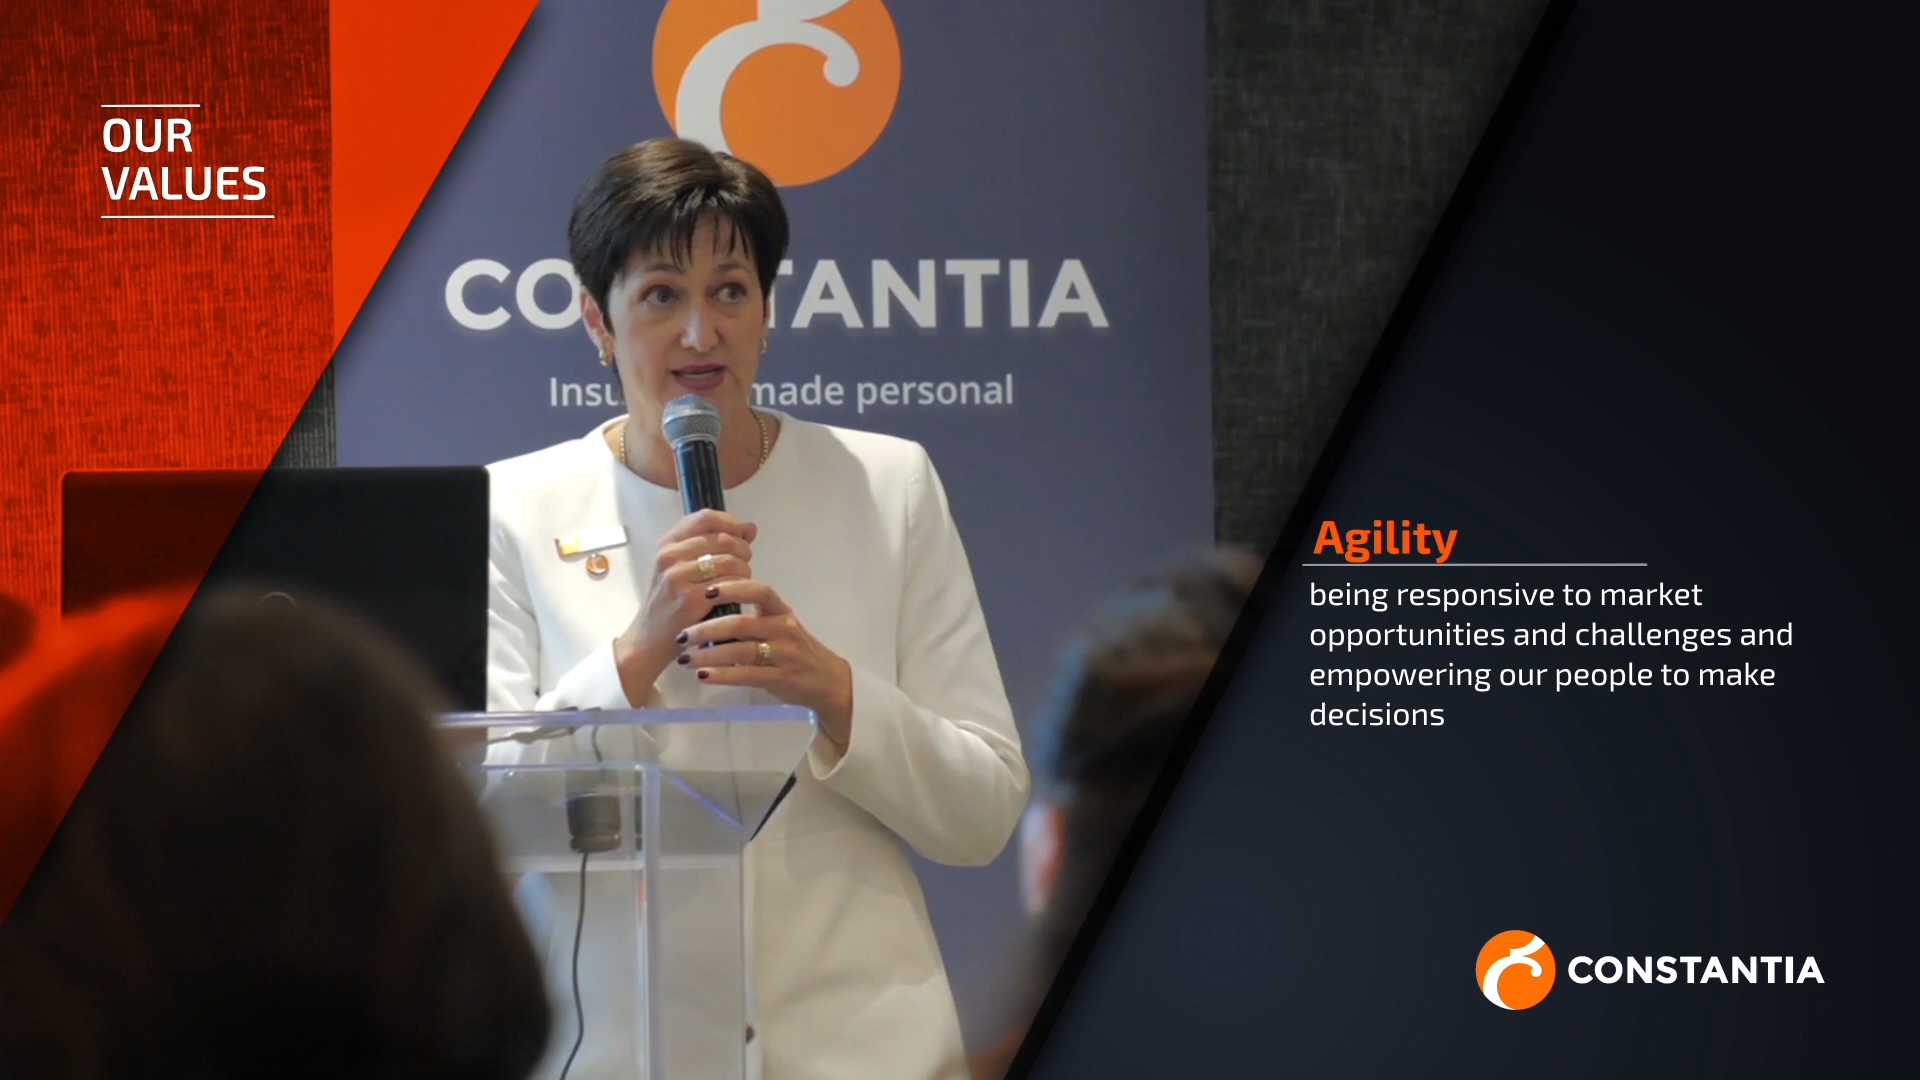 OUR
VALUES
CO TANTIA
made personal
Agility
being responsive to market
opportunities and challenges and
empowering our people to make
decisions
CONSTANTIA